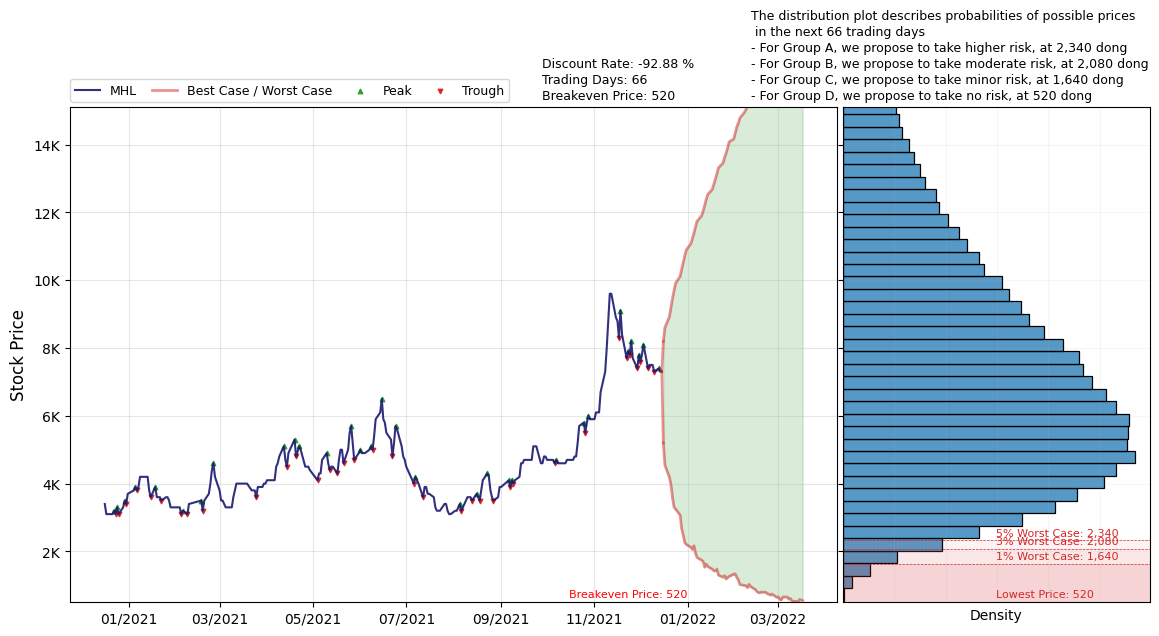 The distribution plot describes probabilities of possible prices
in the next 66 trading days
- For Group A, we propose to take higher risk, at 2,340 dong
- For Group B, we propose to take moderate risk, at 2,080 dong
- For Group C, we propose to take minor risk, at 1,640 dong
- For Group D, we propose to take no risk, at 520 dong
Discount Rate: -92.88 %
Trading Days: 66
Breakeven Price: 520
MHL
Best Case / Worst Case
Peak
Trough
Stock Price
14K
12K
10K
8K
6K
4K
2K
Breakeven Price: 520
01/2021
03/2021
05/2021
07/2021
09/2021
11/2021
01/2022
03/2022
5% Worst Case: 2,340
3% Worst Case: 2,080
1% Worst Case: 1,640
Lowest Price: 520
Density